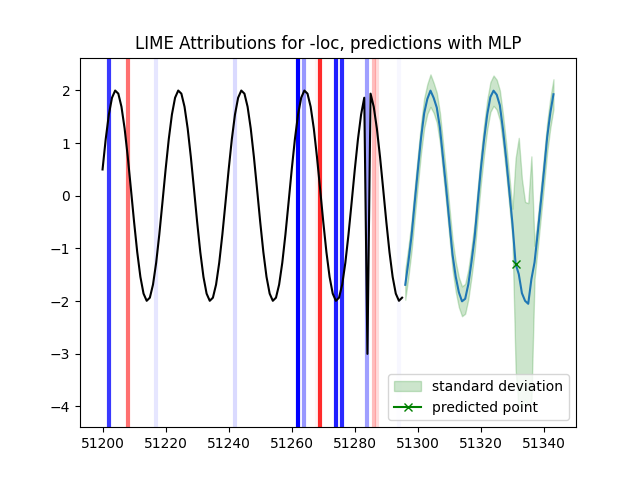 LIME Attributions for -loc, predictions with MLP
2
1
0
−1
−2
−3
−4
standard deviation
predicted point
51200 51220 51240 51260 51280 51300 51320 51340